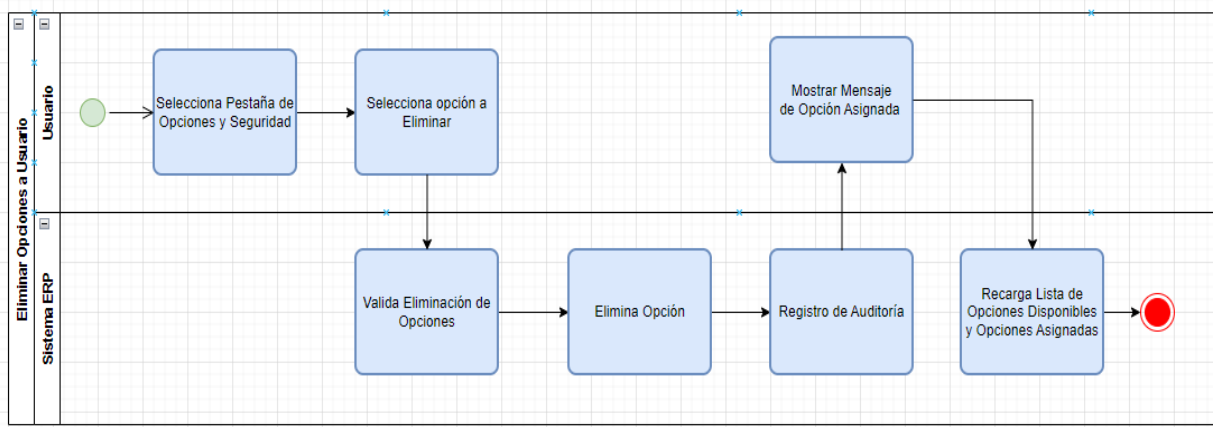 Eliminar Opciones a Usuario
Usuario
Selecciona Pestaña de
Opciones y Seguridad
Selecciona opción a
Eliminar
Mostrar Mensaje
de Opción Asignada
Sistema ERP
Valida Eliminación de
Opciones
Elimina Opción
Registro de Auditoría
Recarga Lista de
Opciones Disponibles
y Opciones Asignadas